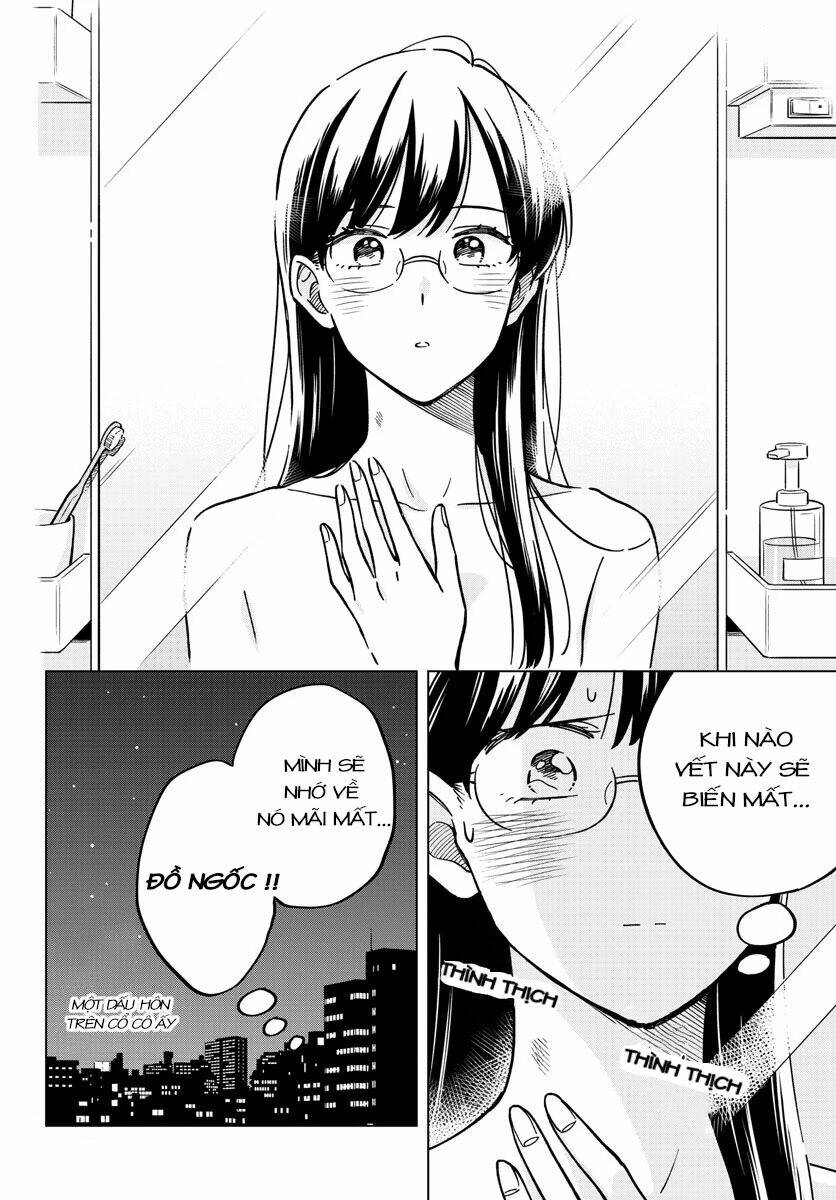 KHI NÀO
VẾT NÀY SẼ
BIẾN MẤT...
THÌNH THỊCH
THÌNH THỊCH
MÌNH SẼ
NHỚ VỀ
NÓ MÃI MẤT...
ĐỒ NGỐC !!
MỘT DẤU HÔN
TRÊN CỔ CÔ ẤY